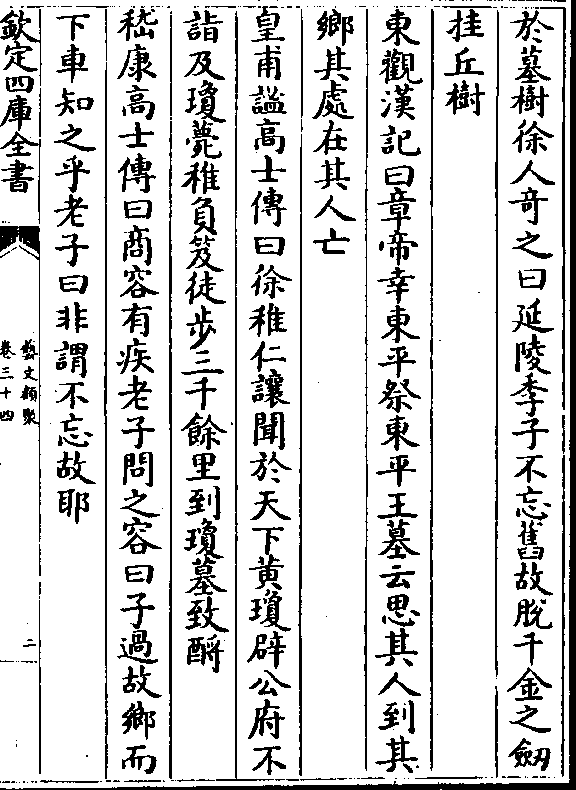 於墓樹徐人竒之曰延陵季子不忘舊故脱千金之劒
挂丘樹
東觀漢記曰章帝幸東平祭東平王墓云思其人到其
鄉其處在其人亡
皇甫謐髙士傳曰徐稚仁讓聞於天下黄瓊辟公府不
詣及瓊薨稚負笈徒步三千餘里到瓊墓致酹
嵇康髙士傳曰商容有疾老子問之容曰子過故鄉而
下車知之乎老子曰非謂不忘故耶
欽定四庫全書
藝文類聚
卷三十四
二